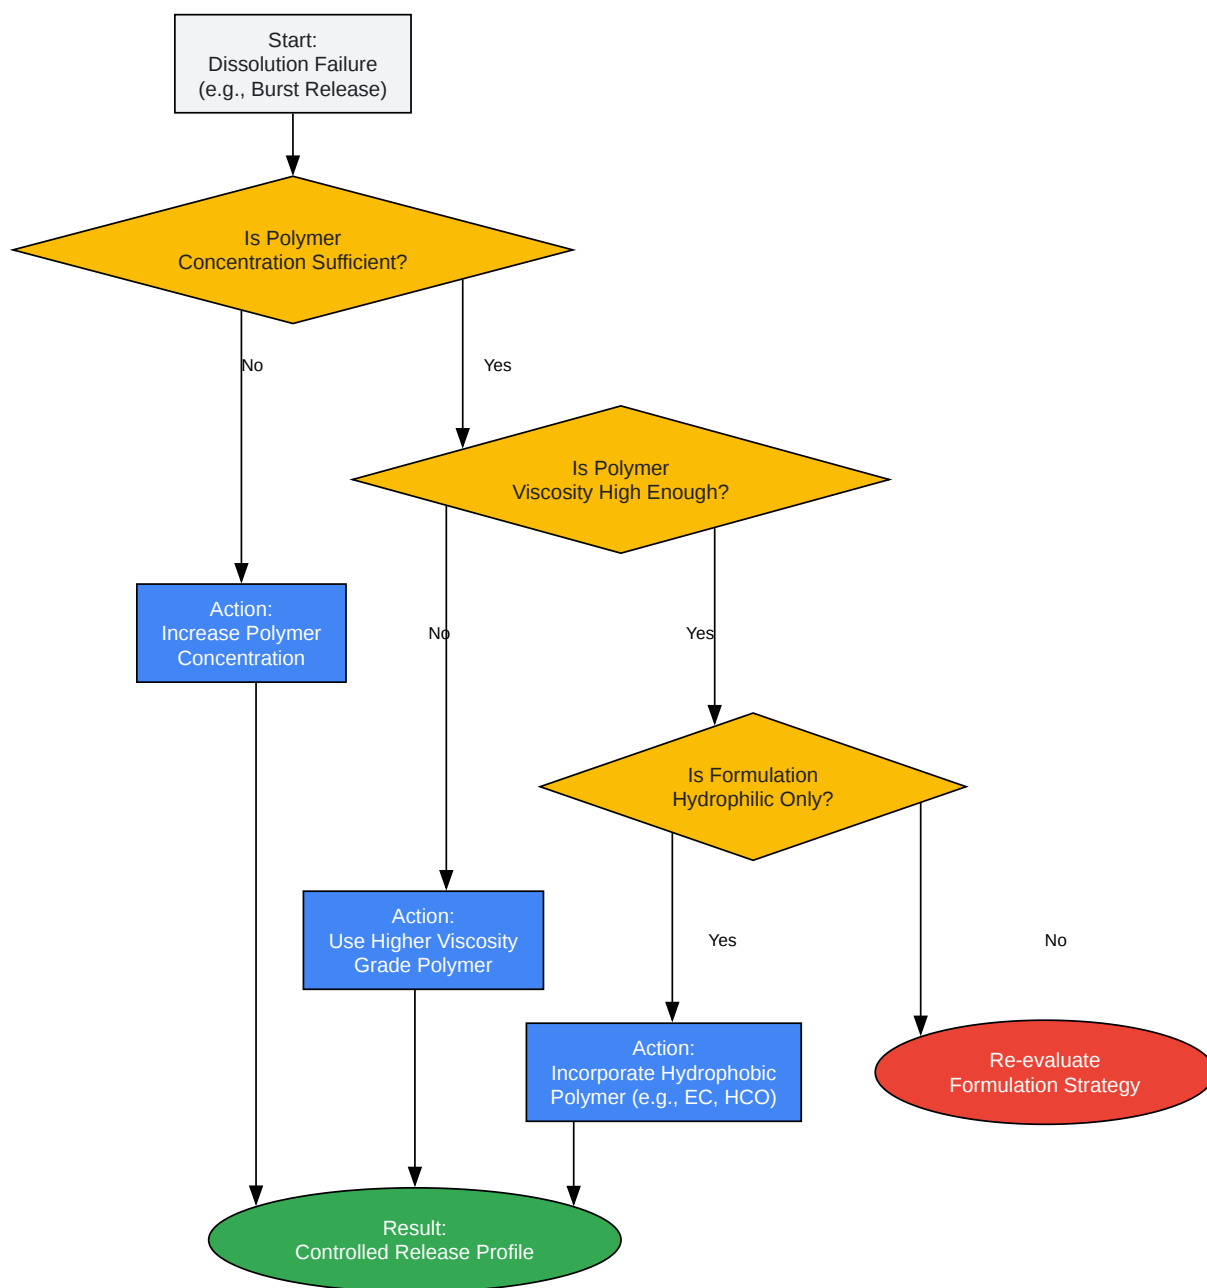 Start:
Dissolution Failure
(e.g., Burst Release)
Is Polymer
Concentration Sufficient?
No
Yes
Is Polymer
Viscosity High Enough?
Action:
Increase Polymer
Concentration
No
Yes
Is Formulation
Hydrophilic Only?
Action:
Use Higher Viscosity
Grade Polymer
Yes
No
Action:
Incorporate Hydrophobic
Polymer (e.g., EC, HCO)
Re-evaluate
Formulation Strategy
Result:
Controlled Release Profile